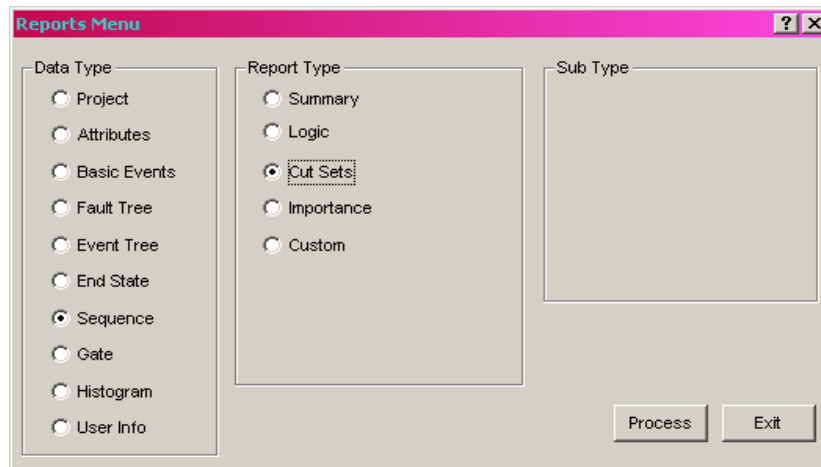 Reports Menu
Data Type
Project
Attributes
Basic Events
Fault Tree
Event Tree
End State
Sequence
Gate
Histogram
User Info
Report Type
Summary
Logic
Cut Sets
Importance
Custom
Sub Type
Process
Exit